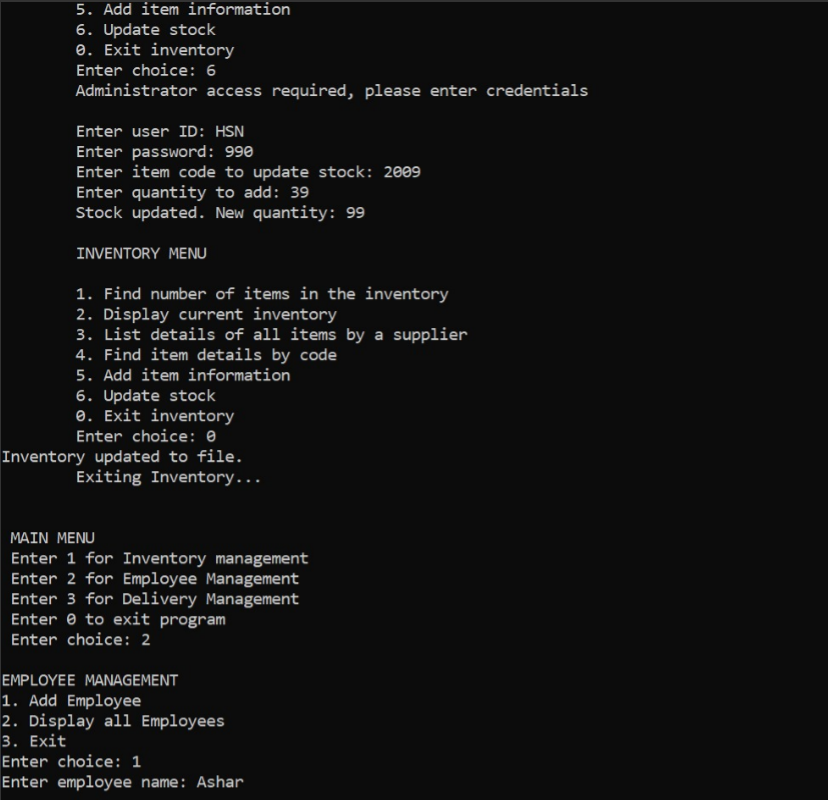 5. Add item information
6. Update stock
0. Exit inventory
Enter choice: 6
Administrator access required, please enter credentials
Enter user ID: HSN
Enter password: 990
Enter item code to update stock: 2009
Enter quantity to add: 39
Stock updated. New quantity: 99
INVENTORY MENU
1. Find number of items in the inventory
2. Display current inventory
3. List details of all items by a supplier
4. Find item details by code
5. Add item information
6. Update stock
0. Exit inventory
Enter choice: 0
Inventory updated to file.
Exiting Inventory...
MAIN MENU
Enter 1 for Inventory management
Enter 2 for Employee Management
Enter 3 for Delivery Management
Enter 0 to exit program
Enter choice: 2
EMPLOYEE MANAGEMENT
1. Add Employee
2. Display all Employees
3. Exit
Enter choice: 1
Enter employee name: Ashar